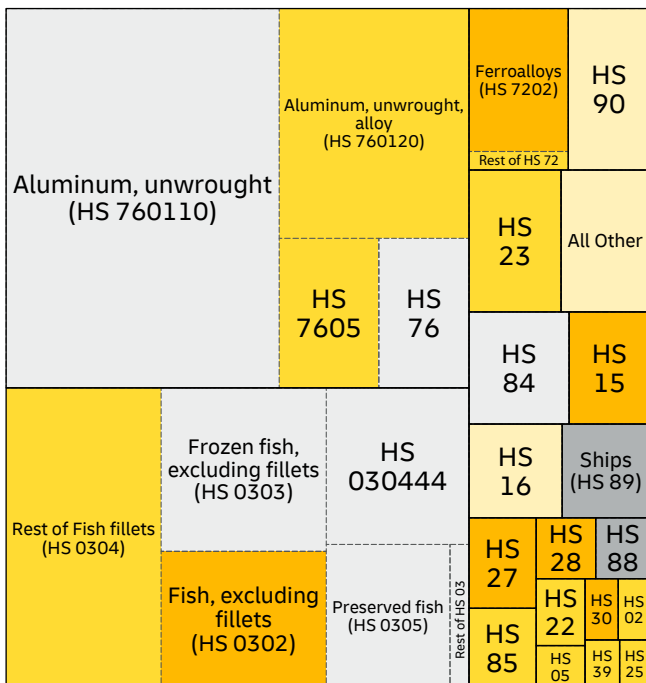 Aluminum, unwrought
(HS 760110)
Aluminum, unwrought,
alloy
(HS 760120)
HS
7605
HS
76
Rest of Fish fillets
(HS 0304)
Frozen fish,
excluding fillets
(HS 0303)
Fish, excluding
fillets
(HS 0302)
HS
030444
Preserved fish
(HS 0305)
Rest of HS 03
Ferroalloys
(HS 7202)
Rest of HS 72
HS
90
HS
23
All Other
HS
84
HS
15
HS
16
Ships
(HS 89)
HS
27
HS
28
HS
88
HS
85
HS
22
HS
05
HS
30
HS
02
HS
39
HS
25